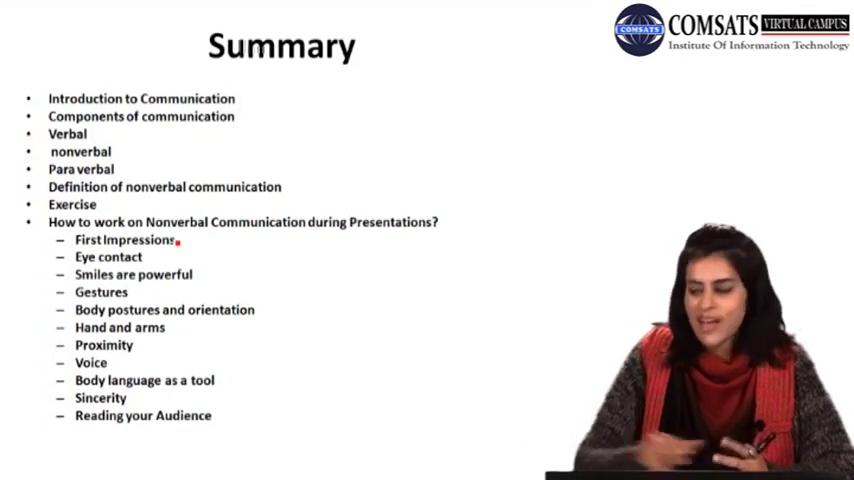 Summary
COMSATS VIRTUAL CAMPUS
Institute Of Information Technology
COMSATS
• Introduction to Communication
• Components of communication
• Verbal
• nonverbal
• Para verbal
• Definition of nonverbal communication
• Exercise
• How to work on Nonverbal Communication during Presentations?
– First Impressions
– Eye contact
– Smiles are powerful
– Gestures
– Body postures and orientation
– Hand and arms
– Proximity
– Voice
– Body language as a tool
– Sincerity
– Reading your Audience